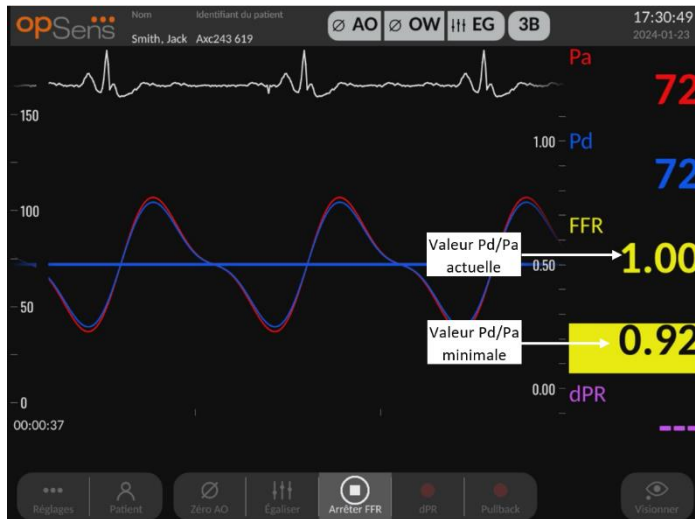 opSens
Nom
Identifiant du patient
Smith, Jack
Axc243 619
AO
OW
EG
3B
17:30:49
2024-01-23
Pa
72
150
1.00
Pd
72
100
FFR
Valeur Pd/Pa
actuelle
0.50
1.00
50
Valeur Pd/Pa
minimale
0.92
0
0.00
dPR
---
00:00:37
Réglages
Patient
Zéro AO
Égaliser
Arrêter FFR
dPR
Pullback
Visionner